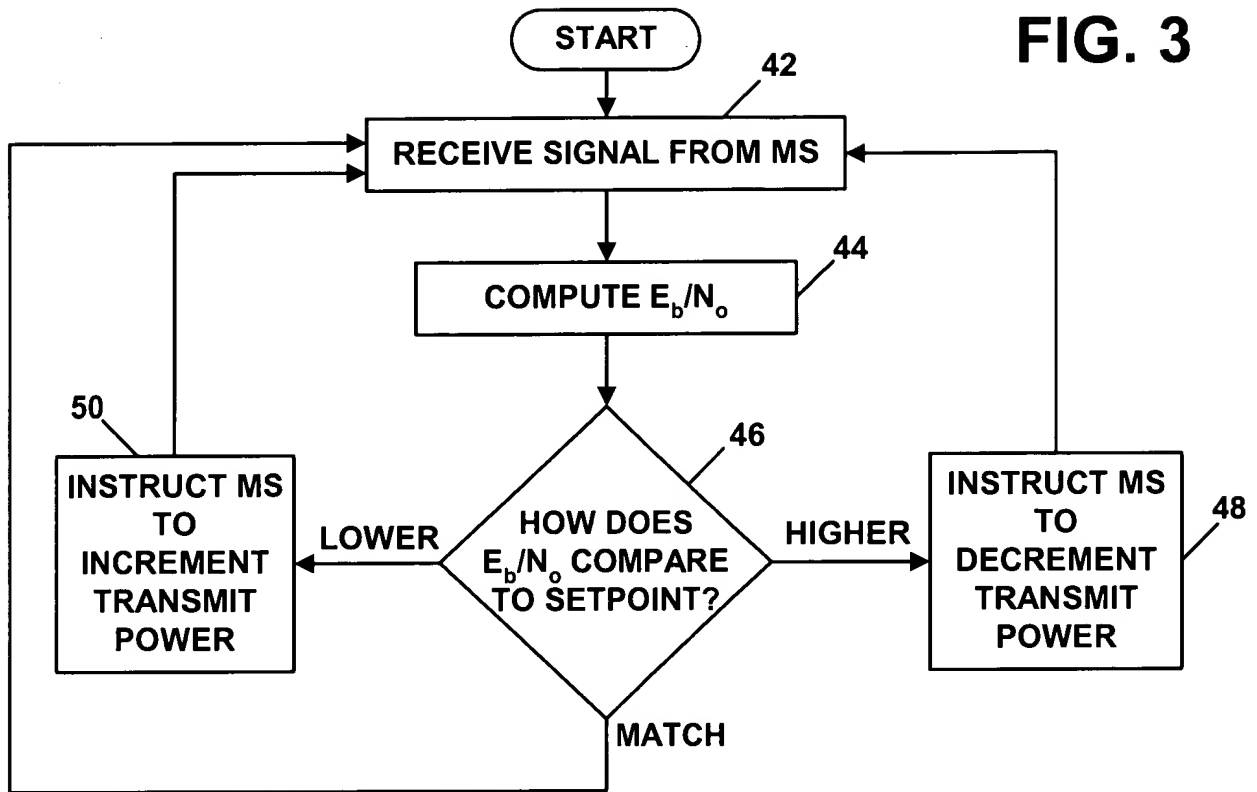 FIG. 3
START
42
RECEIVE SIGNAL FROM MS
44
COMPUTE E_b/N_o
46
HOW DOES
E_b/N_o COMPARE
TO SETPOINT?
LOWER
HIGHER
MATCH
50
INSTRUCT MS
TO
INCREMENT
TRANSMIT
POWER
48
INSTRUCT MS
TO
DECREMENT
TRANSMIT
POWER